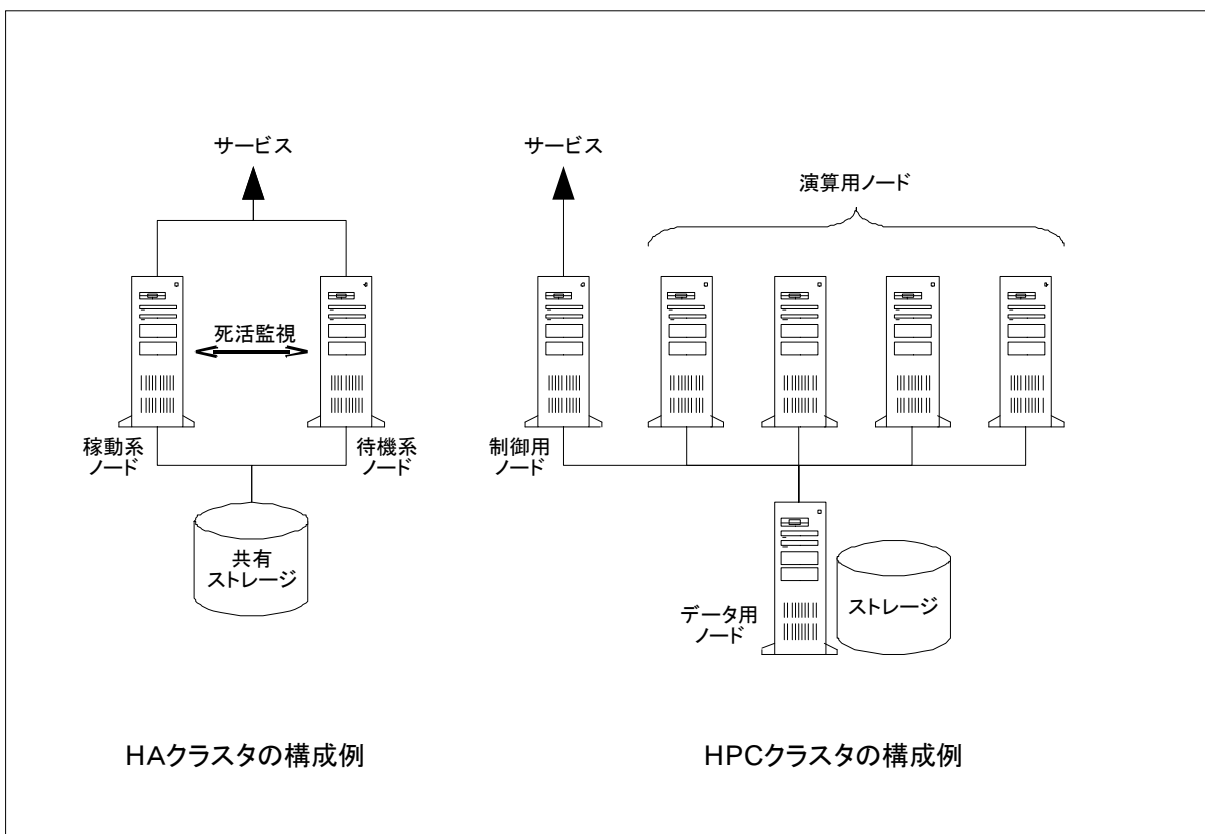 サービス
死活監視
稼動系
ノード
待機系
ノード
共有
ストレージ
HAクラスタの構成例
サービス
演算用ノード
制御用
ノード
データ用
ノード
ストレージ
HPCクラスタの構成例